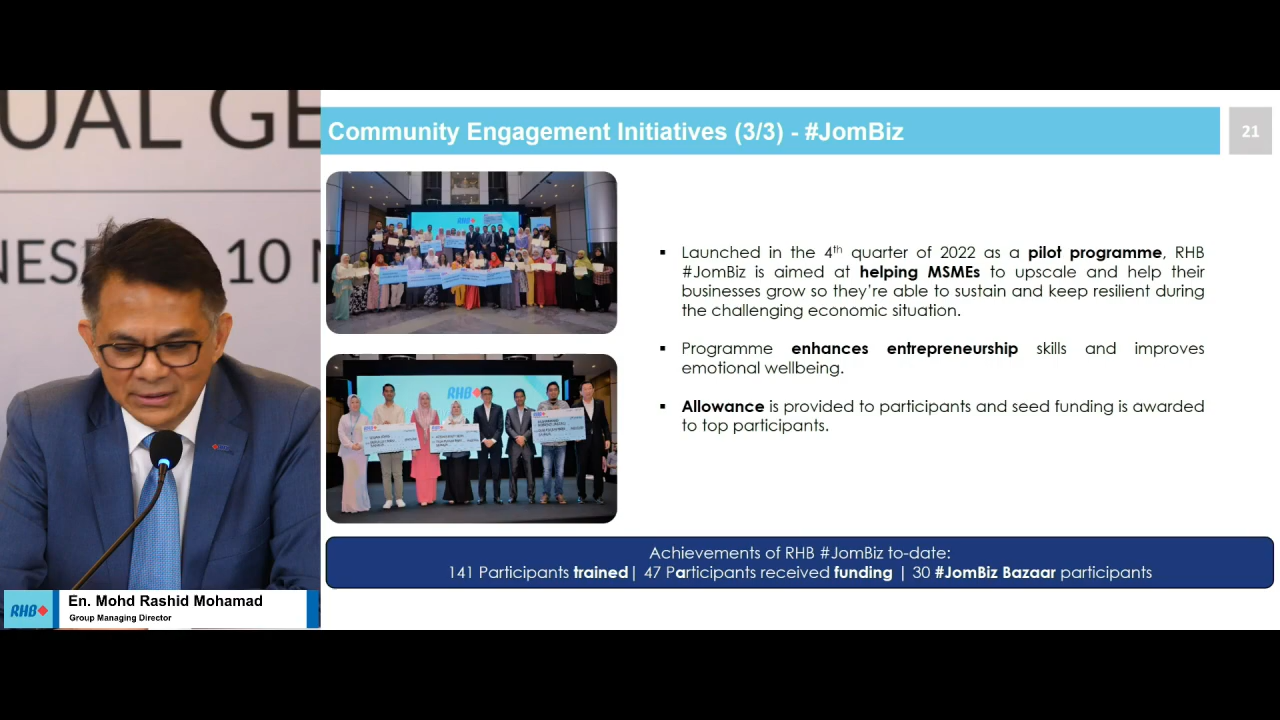 UAL GE
NESE
10
Community Engagement Initiatives (3/3) - #JomBiz
21
RHB
RHB
▪ Launched in the 4th quarter of 2022 as a pilot programme, RHB
#JomBiz is aimed at helping MSMEs to upscale and help their
businesses grow so they're able to sustain and keep resilient during
the challenging economic situation.
▪ Programme enhances entrepreneurship skills and improves
emotional wellbeing.
▪ Allowance is provided to participants and seed funding is awarded
to top participants.
Achievements of RHB #JomBiz to-date:
141 Participants trained| 47 Participants received funding | 30 #JomBiz Bazaar participants
RHB
En. Mohd Rashid Mohamad
Group Managing Director